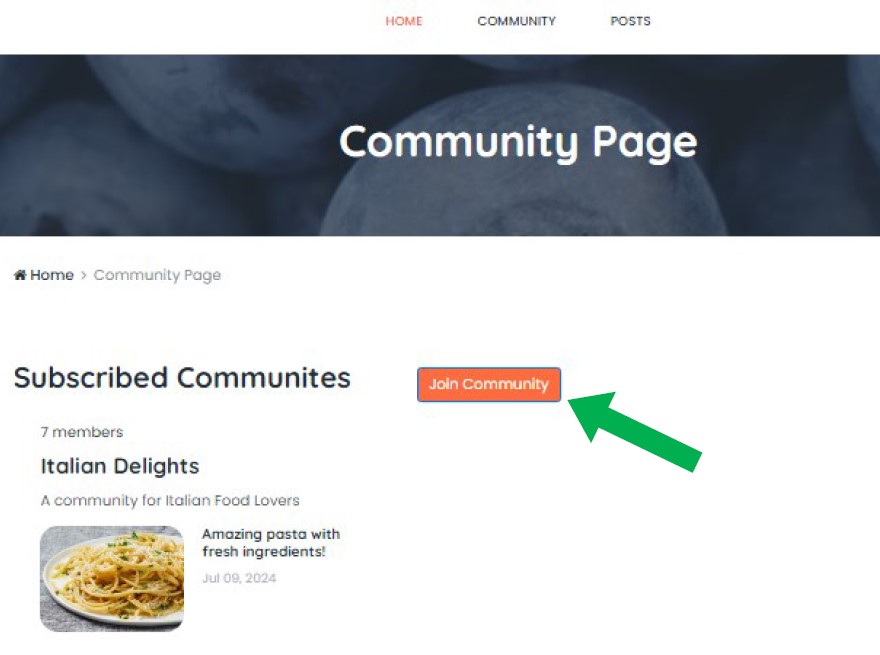 HOME COMMUNITY POSTS
Community Page
Home > Community Page
Subscribed Communites
Join Community
7 members
Italian Delights
A community for Italian Food Lovers
Amazing pasta with
fresh ingredients!
Jul 09, 2024